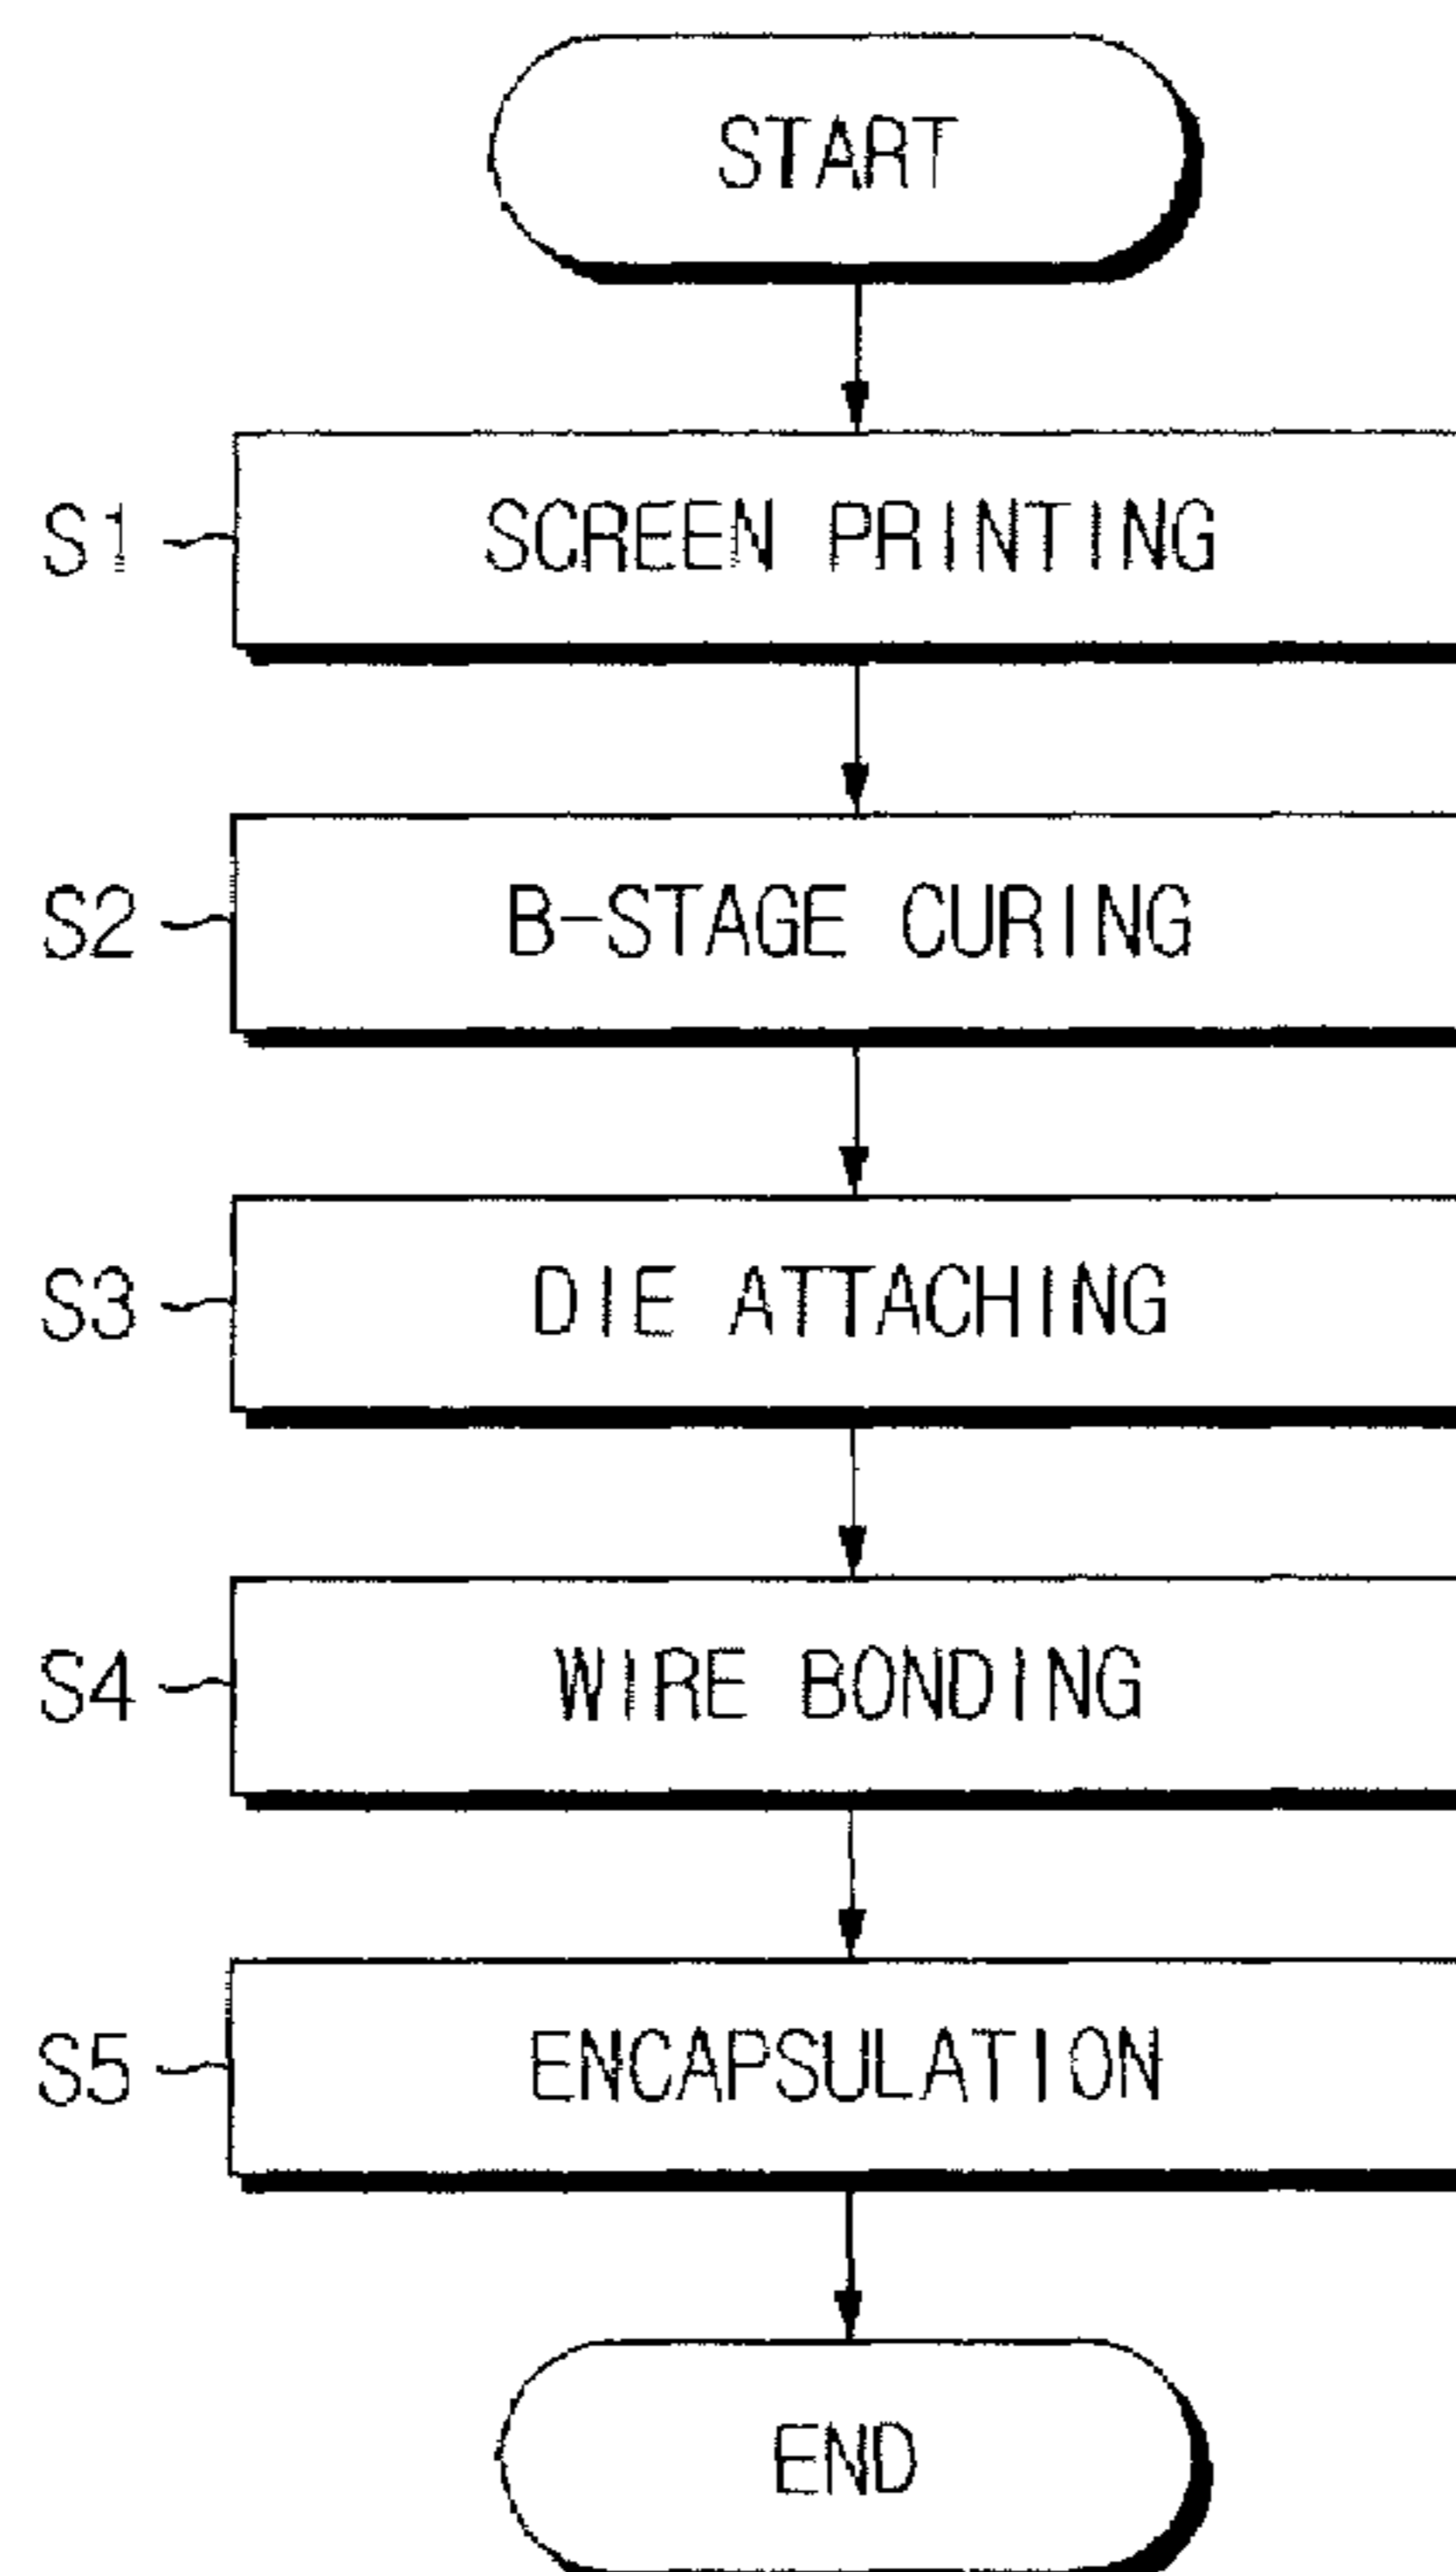 START
S1 SCREEN PRINTING
S2 B-STAGE CURING
S3 DIE ATTACHING
S4 WIRE BONDING
S5 ENCAPSULATION
END